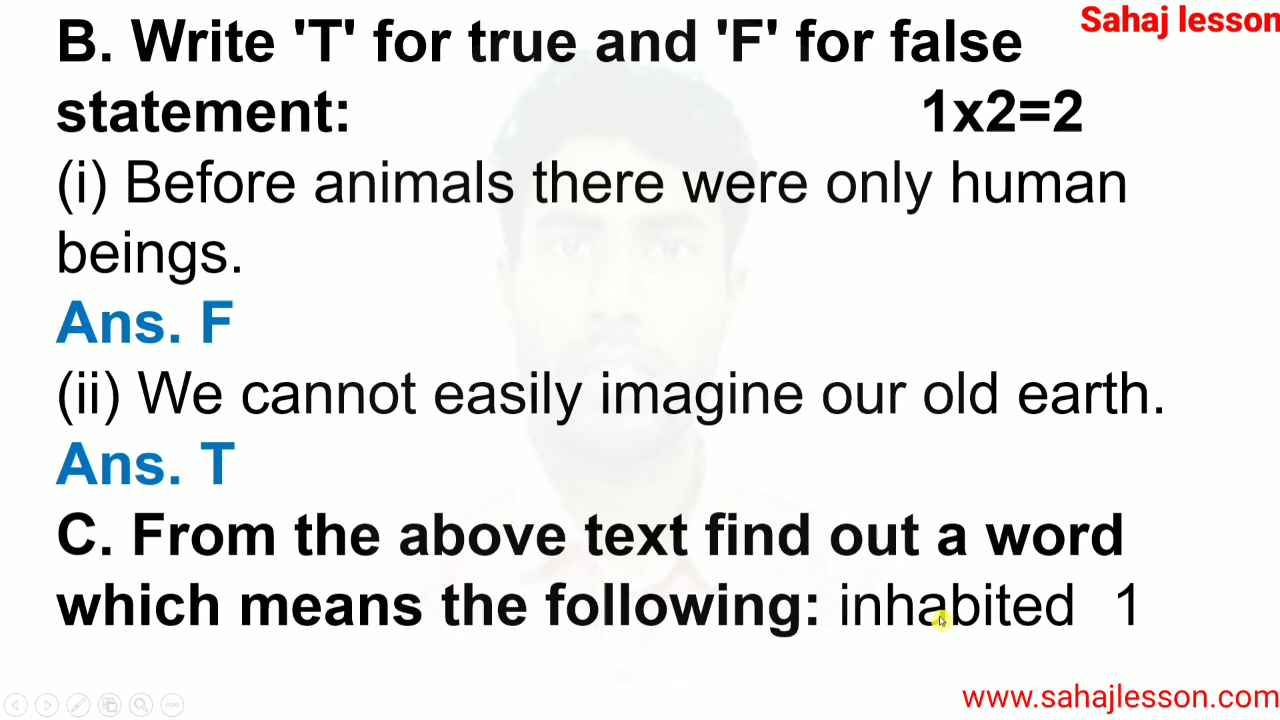 Sahaj lesson
B. Write 'T' for true and 'F' for false
statement: 1x2=2
(i) Before animals there were only human
beings.
Ans. F
(ii) We cannot easily imagine our old earth.
Ans. T
C. From the above text find out a word
which means the following: inhabited 1
www.sahajlesson.com